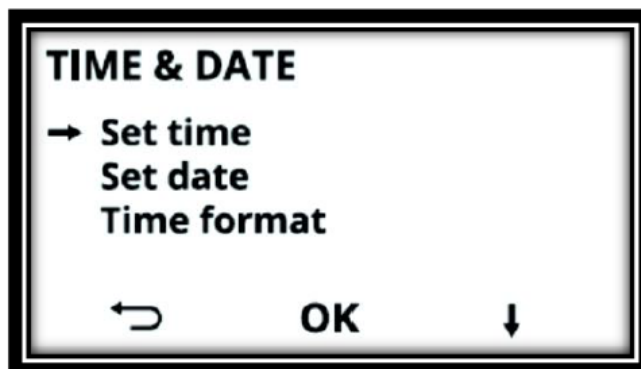 TIME & DATE
→ Set time
Set date
Time format
OK